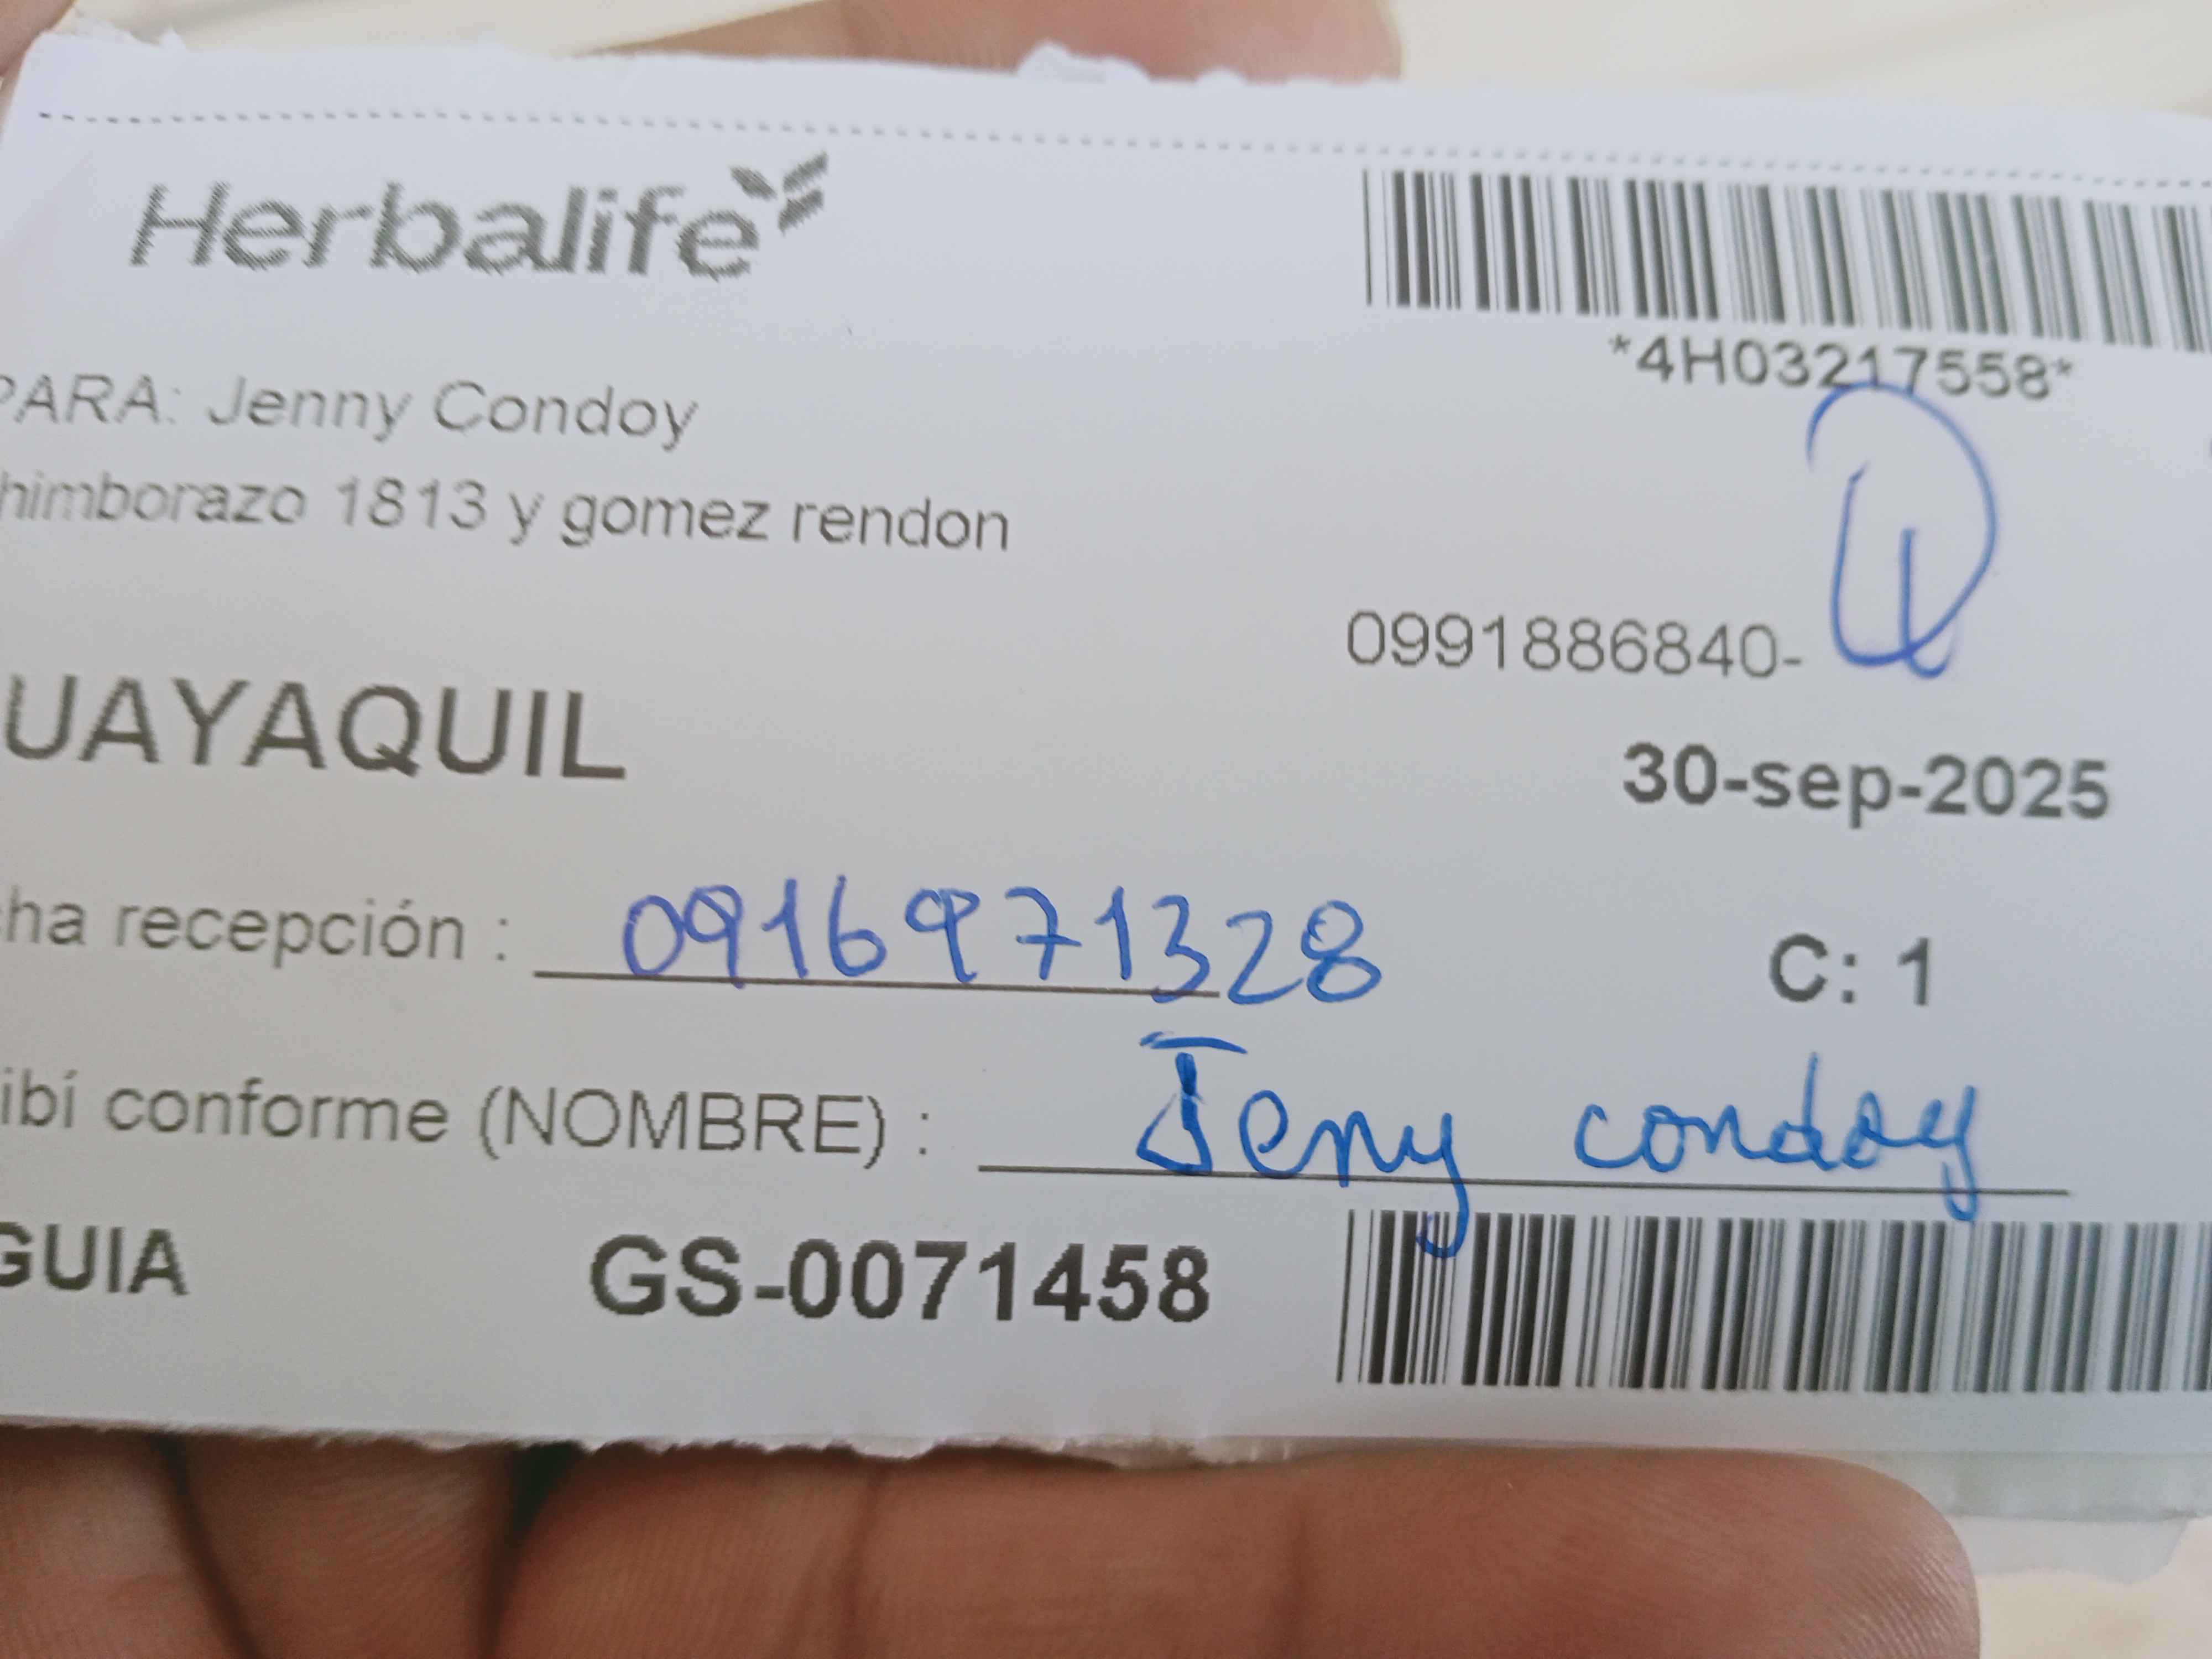 Herbalife
*4H03217558*
PARA: Jenny Condoy
himborazo 1813 y gomez rendon
0991886840-
UAYAQUIL
30-sep-2025
cha recepción : 0916971328
C: 1
ibí conforme (NOMBRE) : Jeny condoy
GUIA GS-0071458